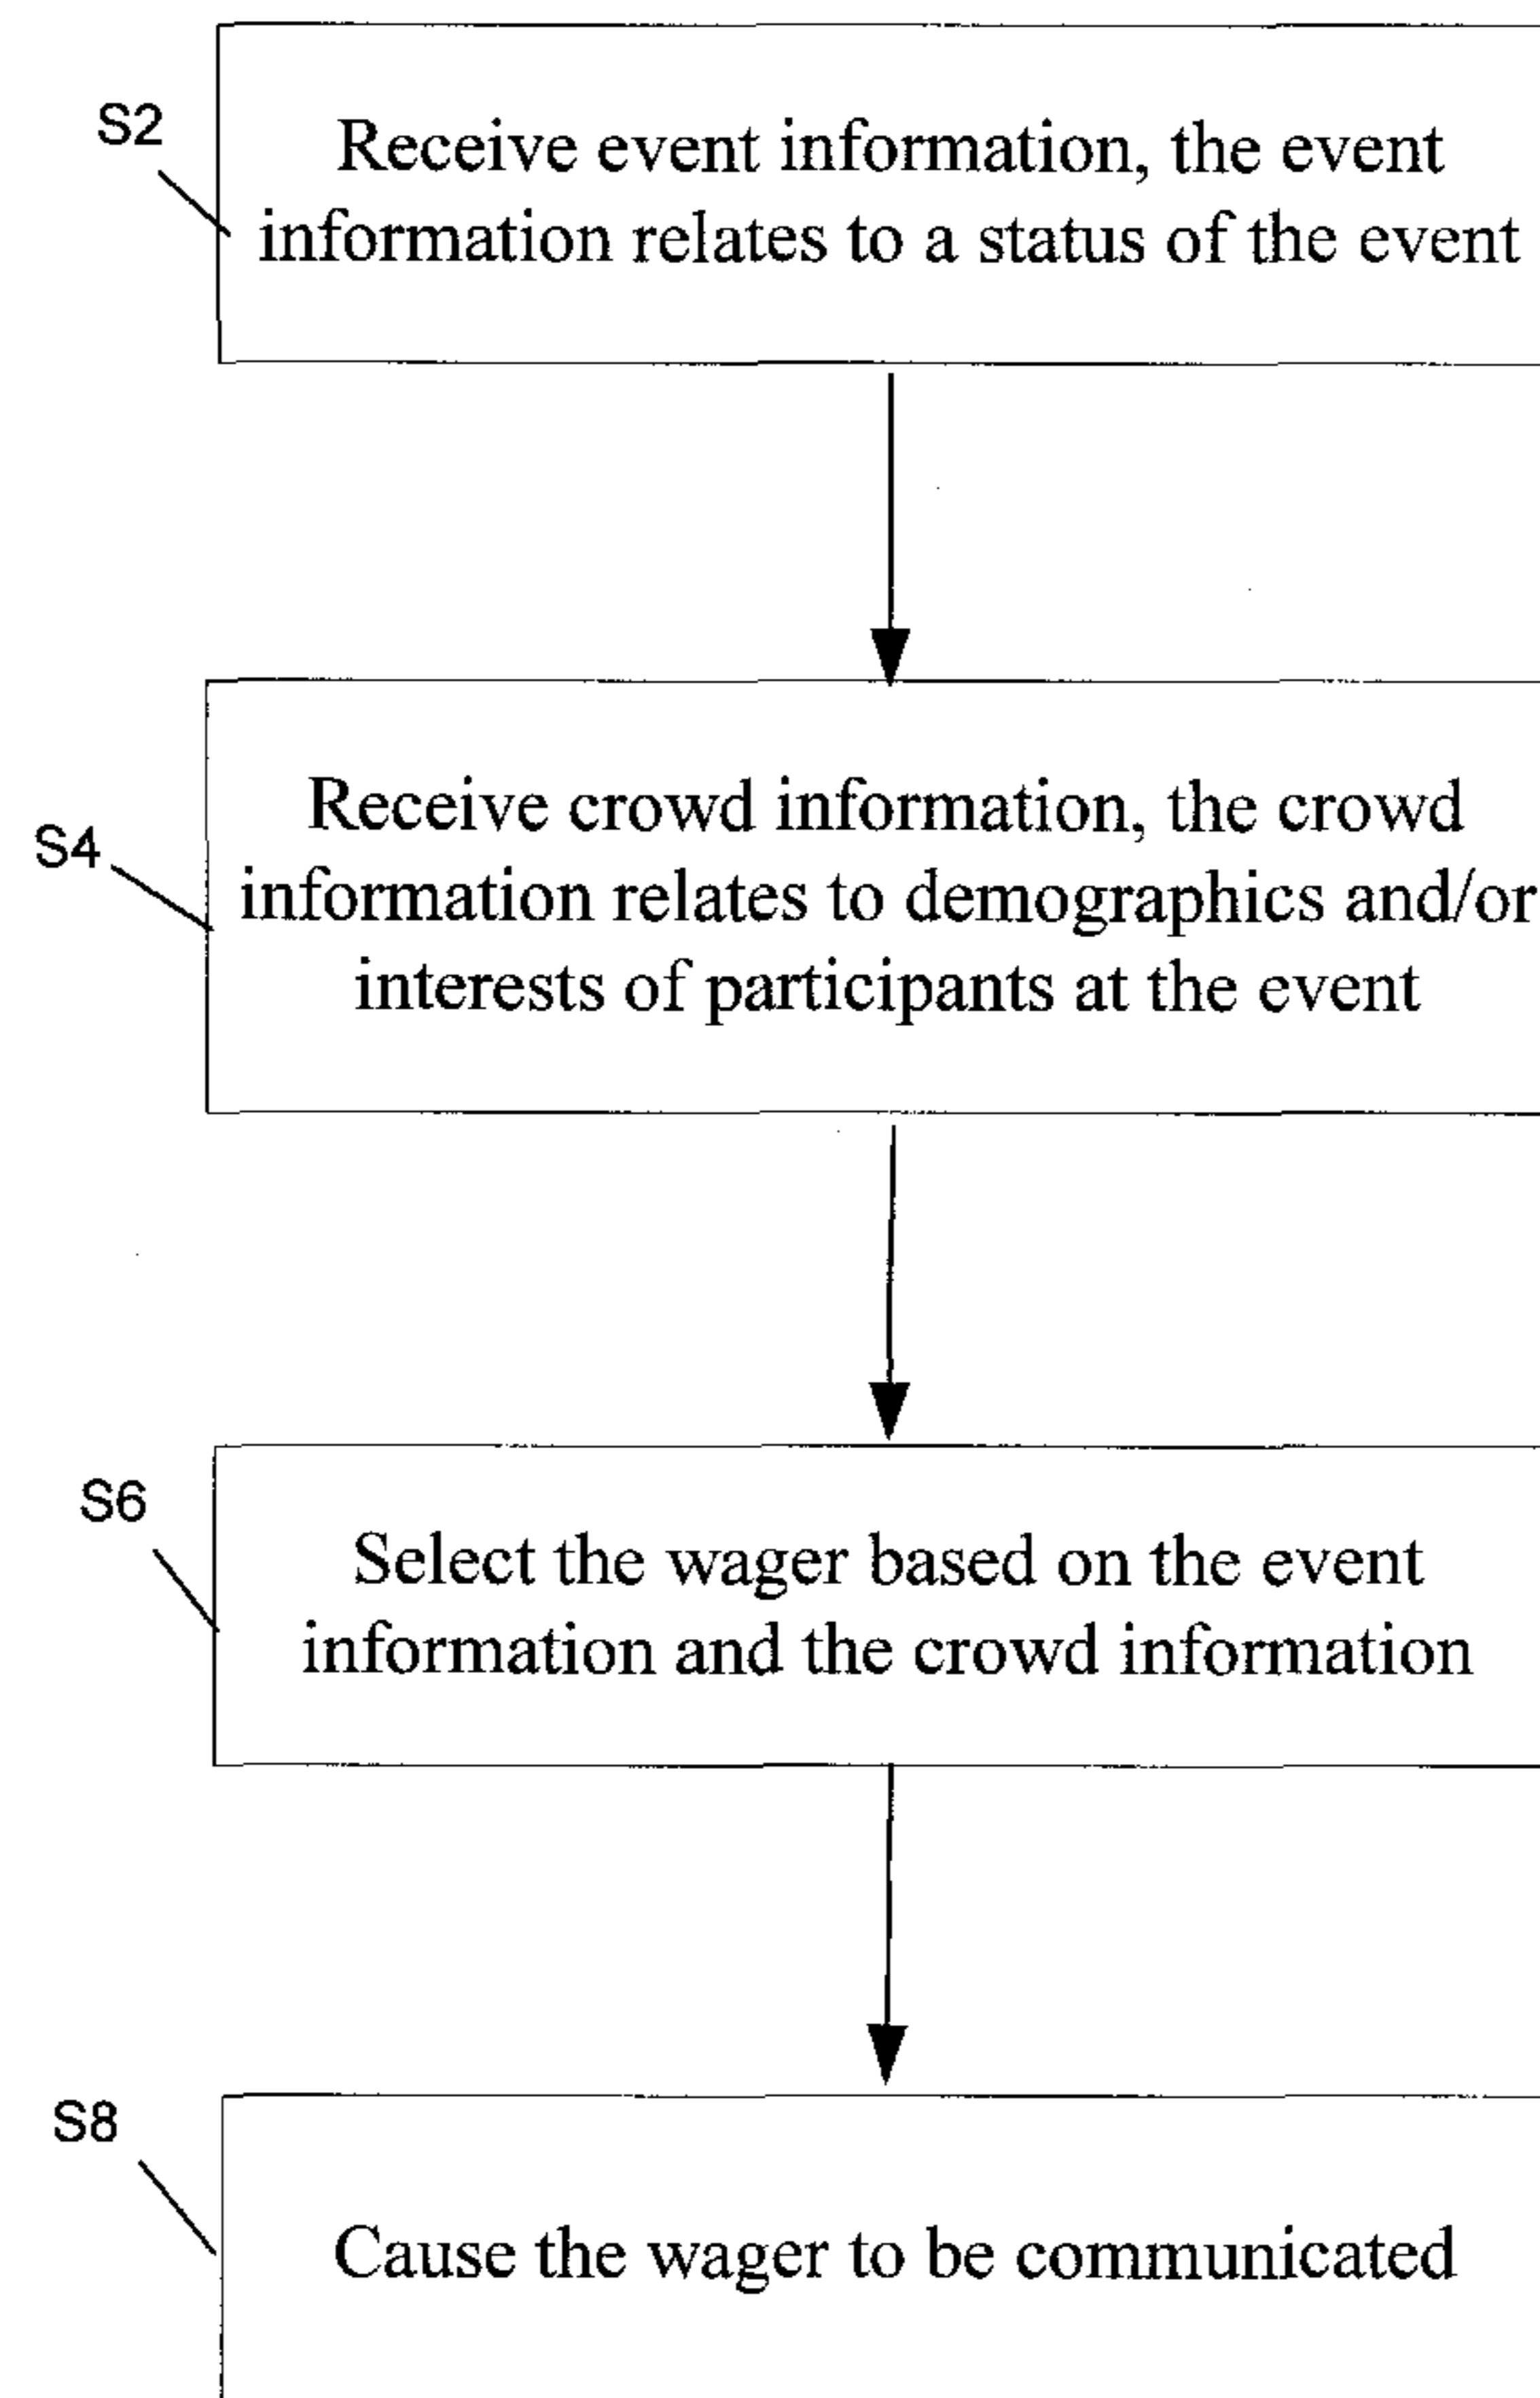 S2
Receive event information, the event
information relates to a status of the event
S4
Receive crowd information, the crowd
information relates to demographics and/or
interests of participants at the event
S6
Select the wager based on the event
information and the crowd information
S8
Cause the wager to be communicated